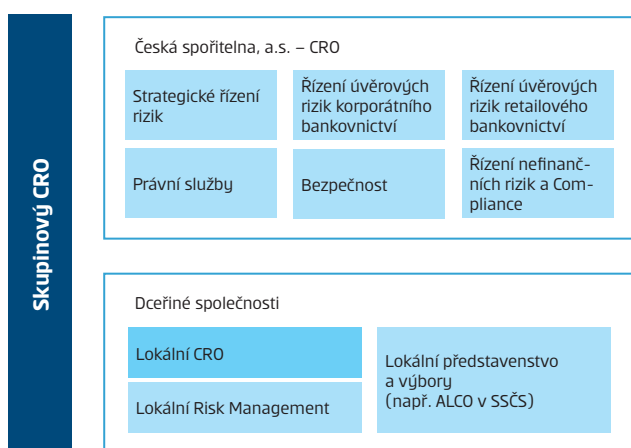 Skupinový CRO
Česká spořitelna, a.s. – CRO
Strategické řízení
rizik
Řízení úvěrových
rizik korporátního
bankovnictví
Řízení úvěrových
rizik retailového
bankovnictví
Právní služby
Bezpečnost
Řízení nefinanč-
ních rizik a Com-
pliance
Dceřiné společnosti
Lokální CRO
Lokální Risk Management
Lokální představenstvo
a výbory
(např. ALCO v SSČS)